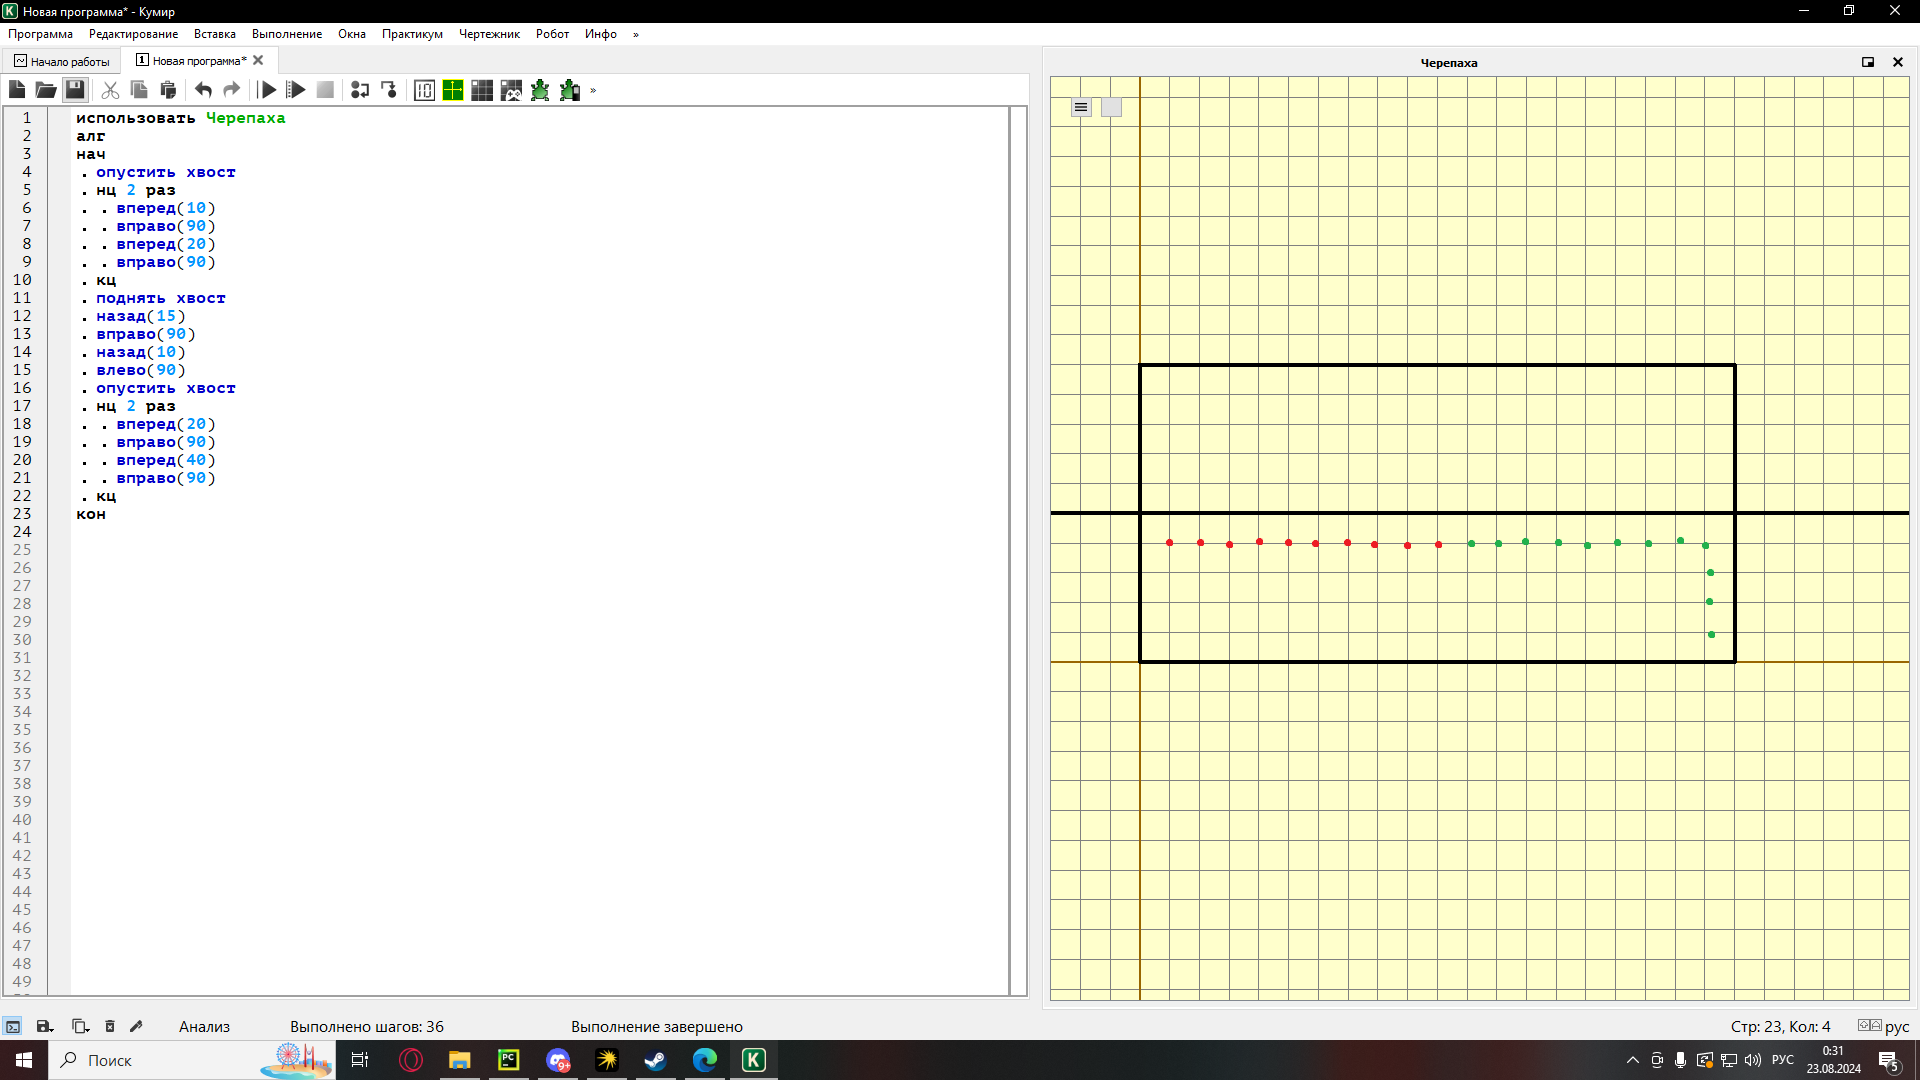 Новая программа* - Кумир
Программа Редактирование Вставка Выполнение Окна Практикум Чертежник Робот Инфо »
Начало работы
1 Новая программа*
Черепаха
»
1 использовать Черепаха
2 алг
3 нач
4 . опустить хвост
5 . нц 2 раз
6 . . вперед(10)
7 . . вправо(90)
8 . . вперед(20)
9 . . вправо(90)
10 . кц
11 . поднять хвост
12 . назад(15)
13 . вправо(90)
14 . назад(10)
15 . влево(90)
16 . опустить хвост
17 . нц 2 раз
18 . . вперед(20)
19 . . вправо(90)
20 . . вперед(40)
21 . . вправо(90)
22 . кц
23 кон
24
25
26
27
28
29
30
31
32
33
34
35
36
37
38
39
40
41
42
43
44
45
46
47
48
49
Анализ Выполнено шагов: 36 Выполнение завершено Стр: 23, Кол: 4 рус
Поиск
PC
9+
K
РУС
0:31
23.08.2024
5